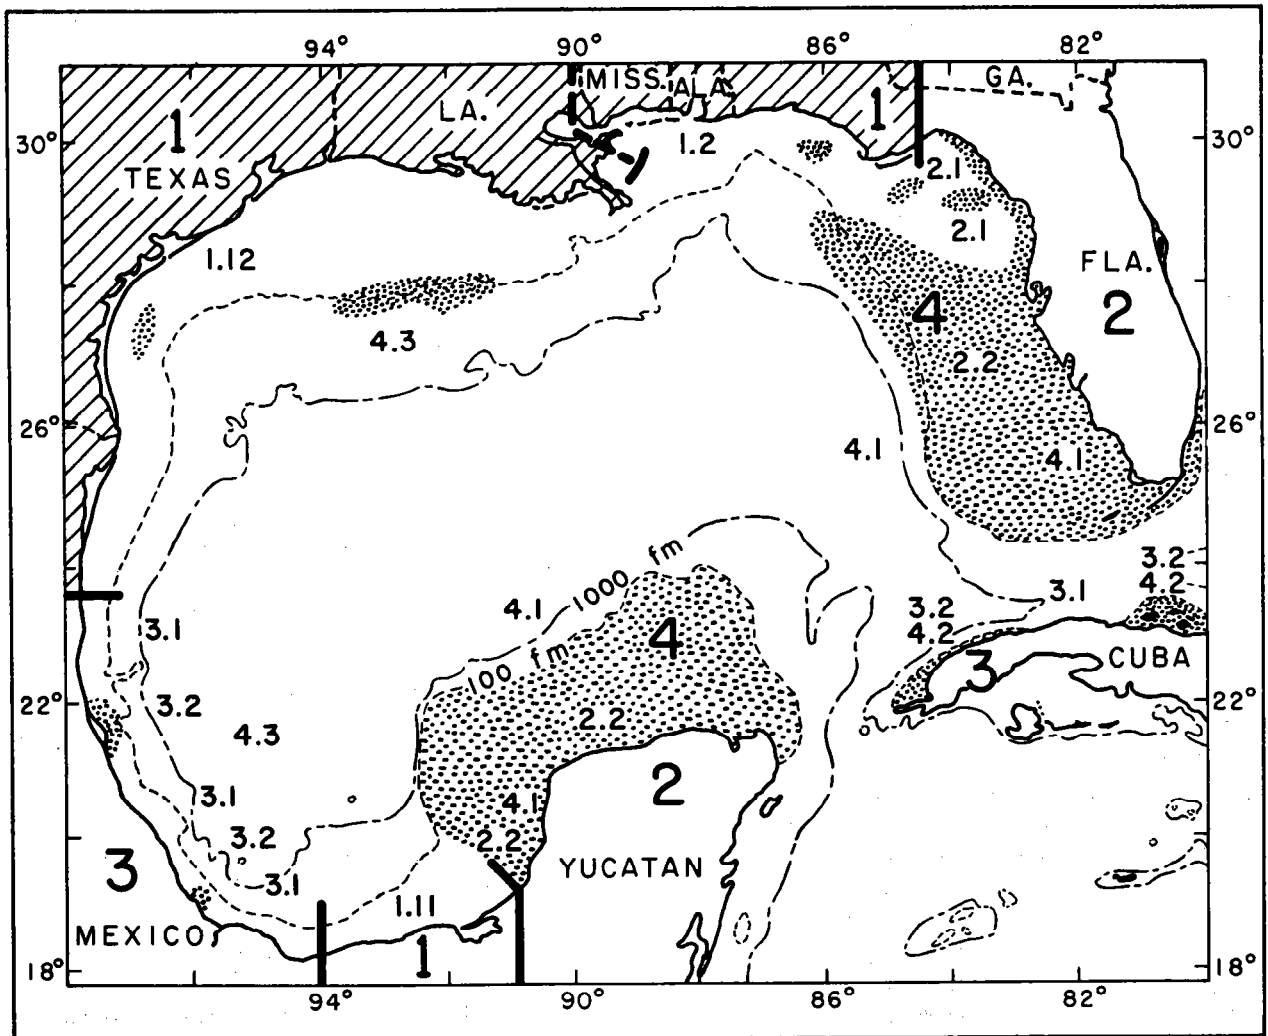 94° 90° 86° 82°
MISS. ALA. GA.
1 LA. 1
30° 1.2 30°
TEXAS 2.1
2.1
1.12 FLA.
4 2
4.3
2.2
26° 26°
4.1 4.1
3.2
1000 fm 4.2
4.1 3.1
3.2
3.1 4 4.2
100 fm 3 CUBA
22° 3.2 22°
2.2
4.3
2
3.1 4.1
3.2 2.2
3 YUCATAN
3.1
1.11
MEXICO 1
18° 18°
94° 90° 86° 82°